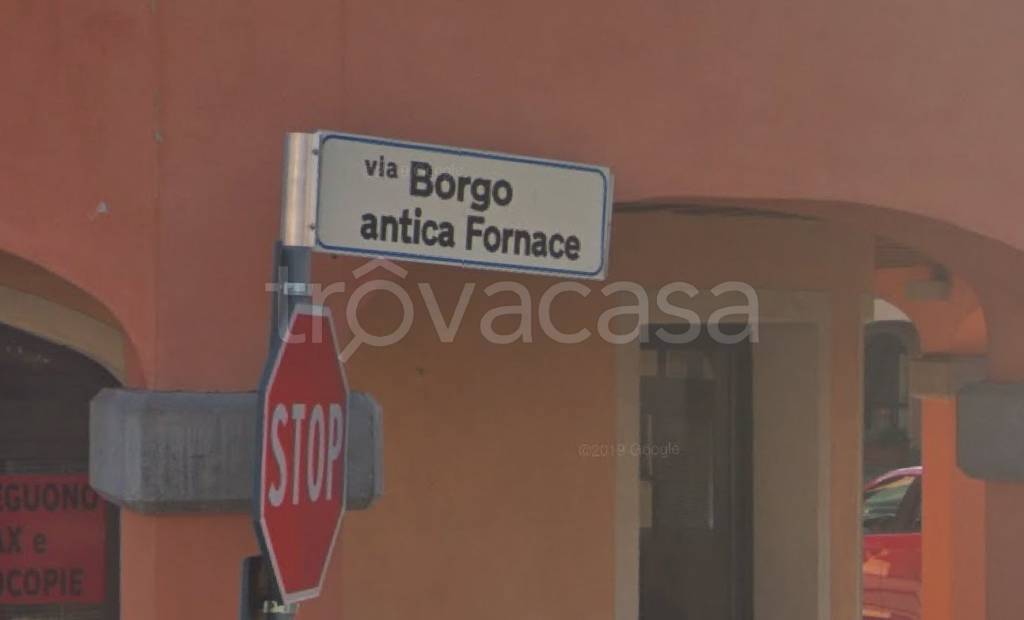 via Borgo
antica Fornace
trovacasa
STOP
©2019 Google
EGUONO
AX e
OCOPIE